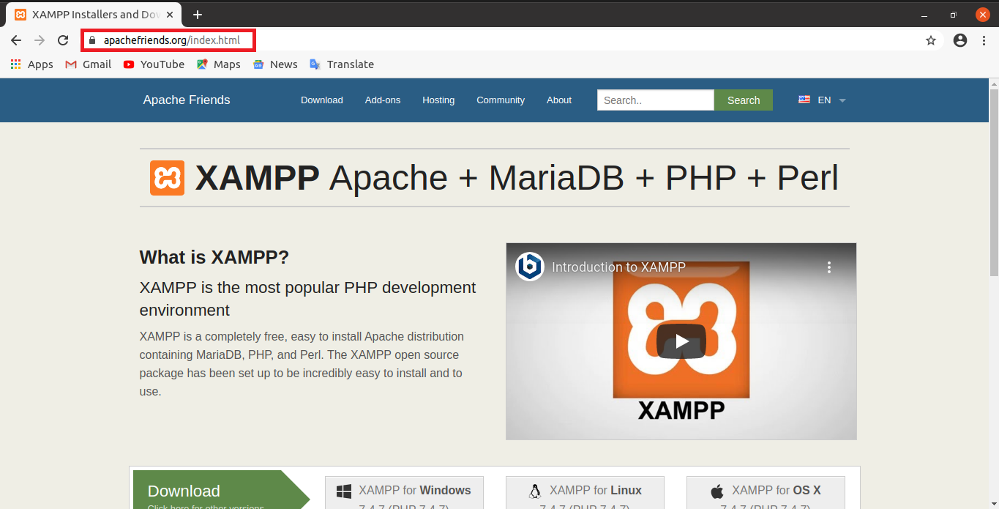 XAMPP Installers and Dov
apachefriends.org/index.html
Apps Gmail YouTube Maps News Translate
Apache Friends Download Add-ons Hosting Community About Search.. Search EN
XAMPP Apache + MariaDB + PHP + Perl
What is XAMPP?
XAMPP is the most popular PHP development
environment
XAMPP is a completely free, easy to install Apache distribution
containing MariaDB, PHP, and Perl. The XAMPP open source
package has been set up to be incredibly easy to install and to
use.
Introduction to XAMPP
XAMPP
Download
Click here for other versions
XAMPP for Windows
7.4.7 (PHP 7.4.7)
XAMPP for Linux
7.4.7 (PHP 7.4.7)
XAMPP for OS X
7.4.7 (PHP 7.4.7)